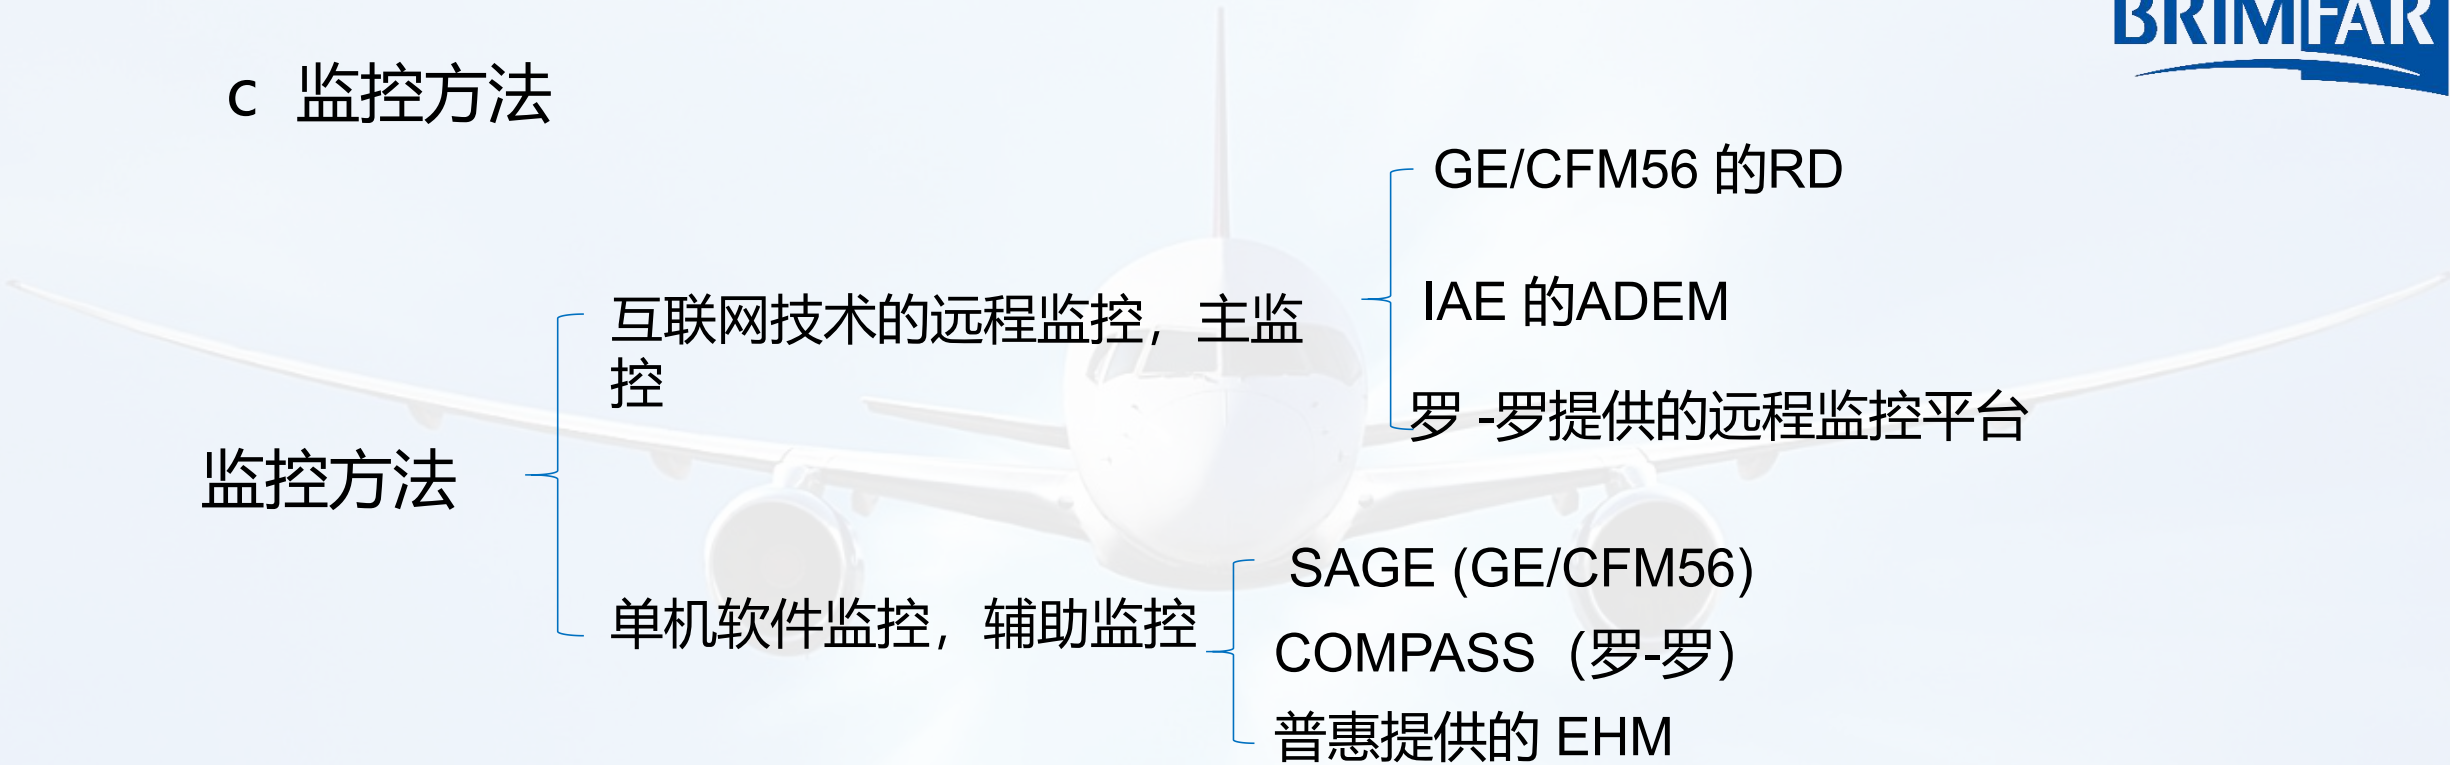 BRIMFAR
c 监控方法
GE/CFM56 的RD
IAE 的ADEM
互联网技术的远程监控，主监
控
罗 -罗提供的远程监控平台
监控方法
SAGE (GE/CFM56)
单机软件监控，辅助监控
COMPASS（罗-罗）
普惠提供的 EHM